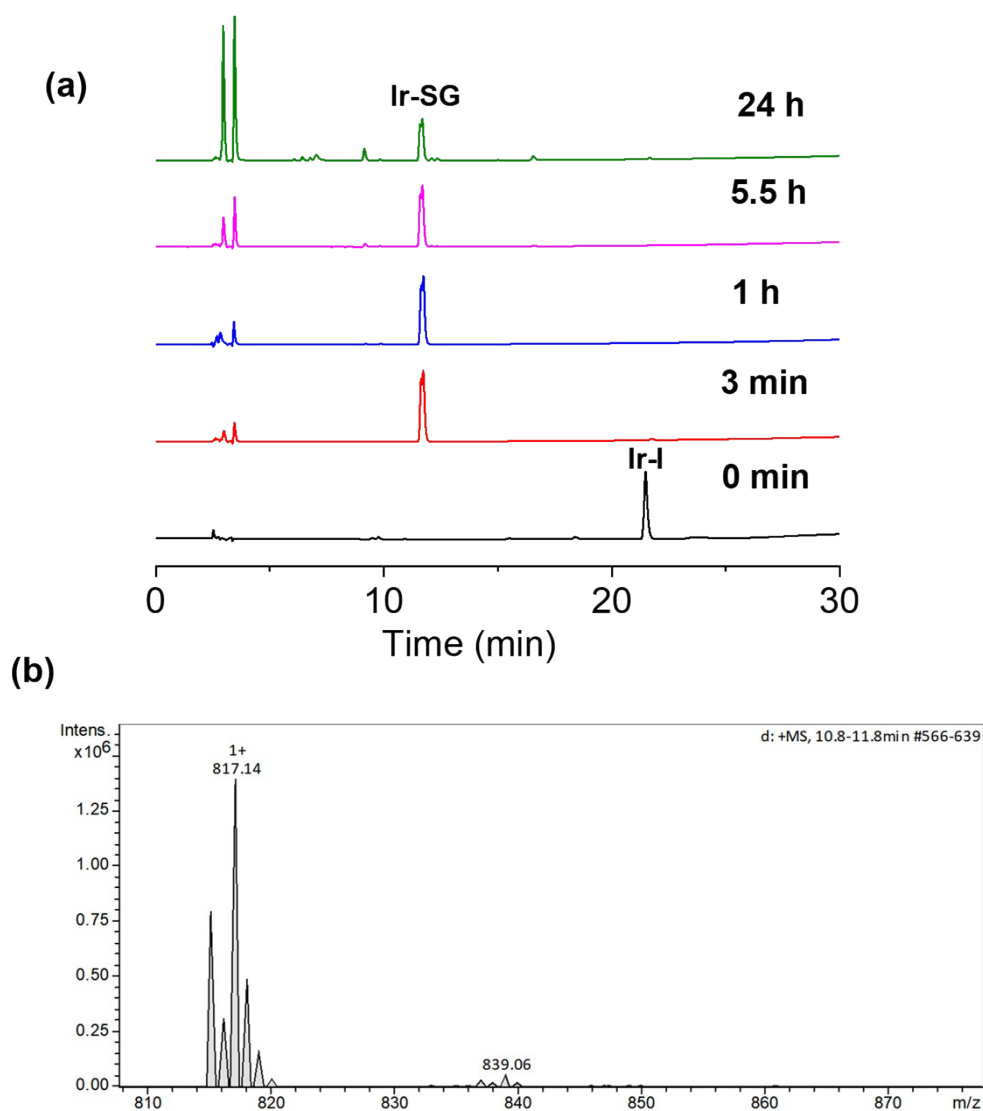 (a)
Ir-SG
24 h
5.5 h
1 h
3 min
Ir-I
0 min
0 10 20 30
Time (min)
(b)
Intens.
x10⁶
d: +MS, 10.8-11.8min #566-639
1+
817.14
1.25
1.00
0.75
0.50
0.25
0.00
839.06
810 820 830 840 850 860 870 m/z